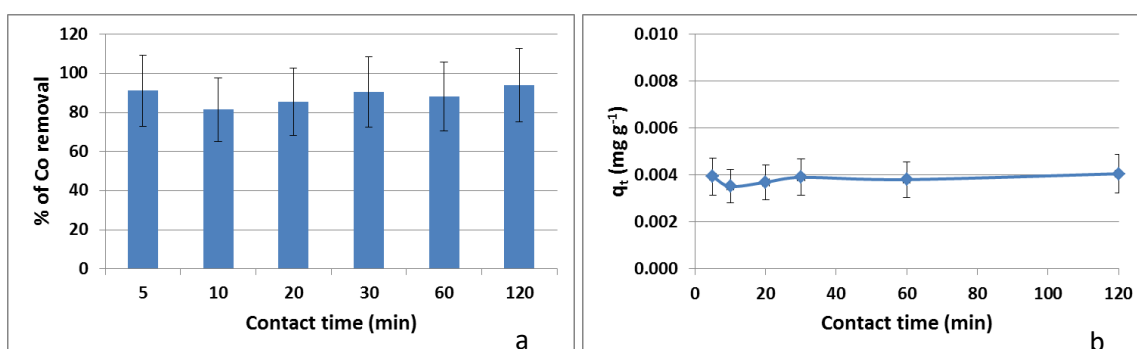 120
100
80
60
40
20
0
% of Co removal
5 10 20 30 60 120
Contact time (min)
a
0.010
0.008
0.006
0.004
0.002
0.000
qt (mg g-1)
0 20 40 60 80 100 120
Contact time (min)
b